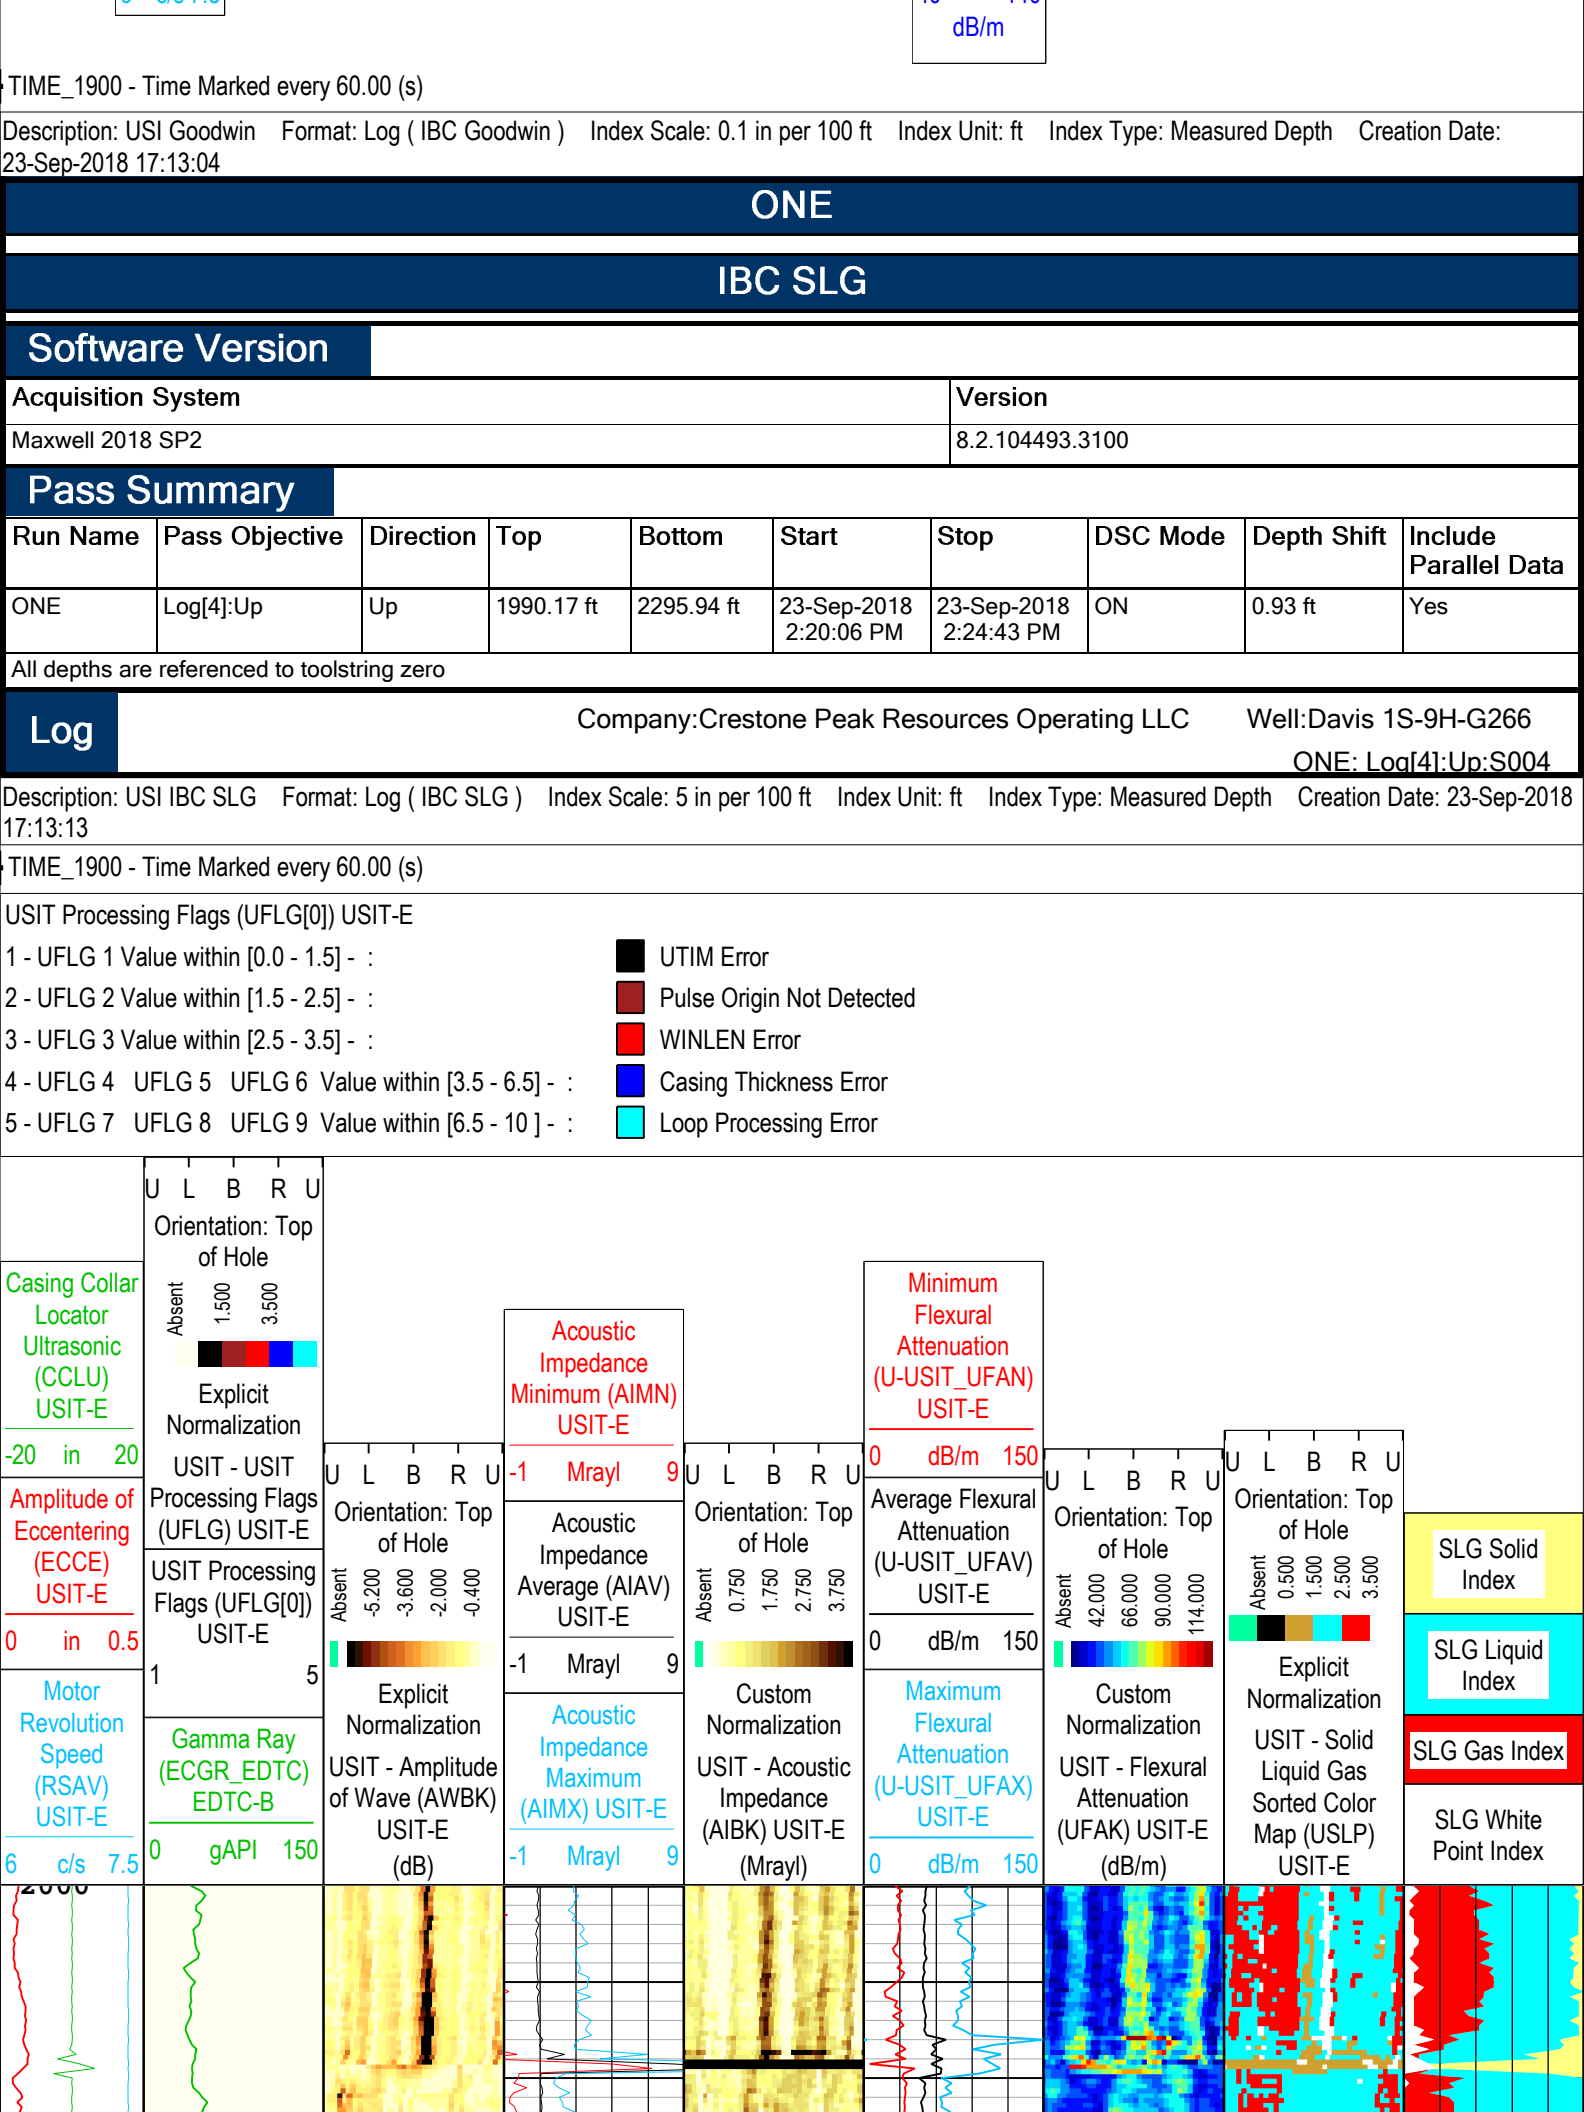 dB/m
TIME_1900 - Time Marked every 60.00 (s)
Description: USI Goodwin Format: Log ( IBC Goodwin ) Index Scale: 0.1 in per 100 ft Index Unit: ft Index Type: Measured Depth Creation Date:
23-Sep-2018 17:13:04
ONE
IBC SLG
Software Version
Acquisition System Version
Maxwell 2018 SP2 8.2.104493.3100
Pass Summary
Run Name Pass Objective Direction Top Bottom Start Stop DSC Mode Depth Shift Include
Parallel Data
ONE Log[4]:Up Up 1990.17 ft 2295.94 ft 23-Sep-2018 23-Sep-2018 ON 0.93 ft Yes
2:20:06 PM 2:24:43 PM
All depths are referenced to toolstring zero
Log
Company:Crestone Peak Resources Operating LLC Well:Davis 1S-9H-G266
ONE: Log[4]:Up:S004
Description: USI IBC SLG Format: Log ( IBC SLG ) Index Scale: 5 in per 100 ft Index Unit: ft Index Type: Measured Depth Creation Date: 23-Sep-2018
17:13:13
TIME_1900 - Time Marked every 60.00 (s)
USIT Processing Flags (UFLG[0]) USIT-E
1 - UFLG 1 Value within [0.0 - 1.5] - : UTIM Error
2 - UFLG 2 Value within [1.5 - 2.5] - : Pulse Origin Not Detected
3 - UFLG 3 Value within [2.5 - 3.5] - : WINLEN Error
4 - UFLG 4 UFLG 5 UFLG 6 Value within [3.5 - 6.5] - : Casing Thickness Error
5 - UFLG 7 UFLG 8 UFLG 9 Value within [6.5 - 10 ] - : Loop Processing Error
Casing Collar
Locator
Ultrasonic
(CCLU)
USIT-E
-20 in 20
Amplitude of
Eccentering
(ECCE)
USIT-E
0 in 0.5
Motor
Revolution
Speed
(RSAV)
USIT-E
6 c/s 7.5
U L B R U
Orientation: Top
of Hole
Absent 1.500 3.500
Explicit
Normalization
USIT - USIT
Processing Flags
(UFLG) USIT-E
USIT Processing
Flags (UFLG[0])
USIT-E
1 5
Gamma Ray
(ECGR_EDTC)
EDTC-B
0 gAPI 150
U L B R U
Orientation: Top
of Hole
Absent -5.200 -3.600 -2.000 -0.400
Explicit
Normalization
USIT - Amplitude
of Wave (AWBK)
USIT-E
(dB)
Acoustic
Impedance
Minimum (AIMN)
USIT-E
-1 Mrayl 9
Acoustic
Impedance
Average (AIAV)
USIT-E
-1 Mrayl 9
Acoustic
Impedance
Maximum
(AIMX) USIT-E
-1 Mrayl 9
U L B R U
Orientation: Top
of Hole
Absent 0.750 1.750 2.750 3.750
Custom
Normalization
USIT - Acoustic
Impedance
(AIBK) USIT-E
(Mrayl)
Minimum
Flexural
Attenuation
(U-USIT_UFAN)
USIT-E
0 dB/m 150
Average Flexural
Attenuation
(U-USIT_UFAV)
USIT-E
0 dB/m 150
Maximum
Flexural
Attenuation
(U-USIT_UFAX)
USIT-E
0 dB/m 150
U L B R U
Orientation: Top
of Hole
Absent 42.000 66.000 90.000 114.000
Custom
Normalization
USIT - Flexural
Attenuation
(UFAK) USIT-E
(dB/m)
U L B R U
Orientation: Top
of Hole
Absent 0.500 1.500 2.500 3.500
Explicit
Normalization
USIT - Solid
Liquid Gas
Sorted Color
Map (USLP)
USIT-E
SLG Solid
Index
SLG Liquid
Index
SLG Gas Index
SLG White
Point Index
2000